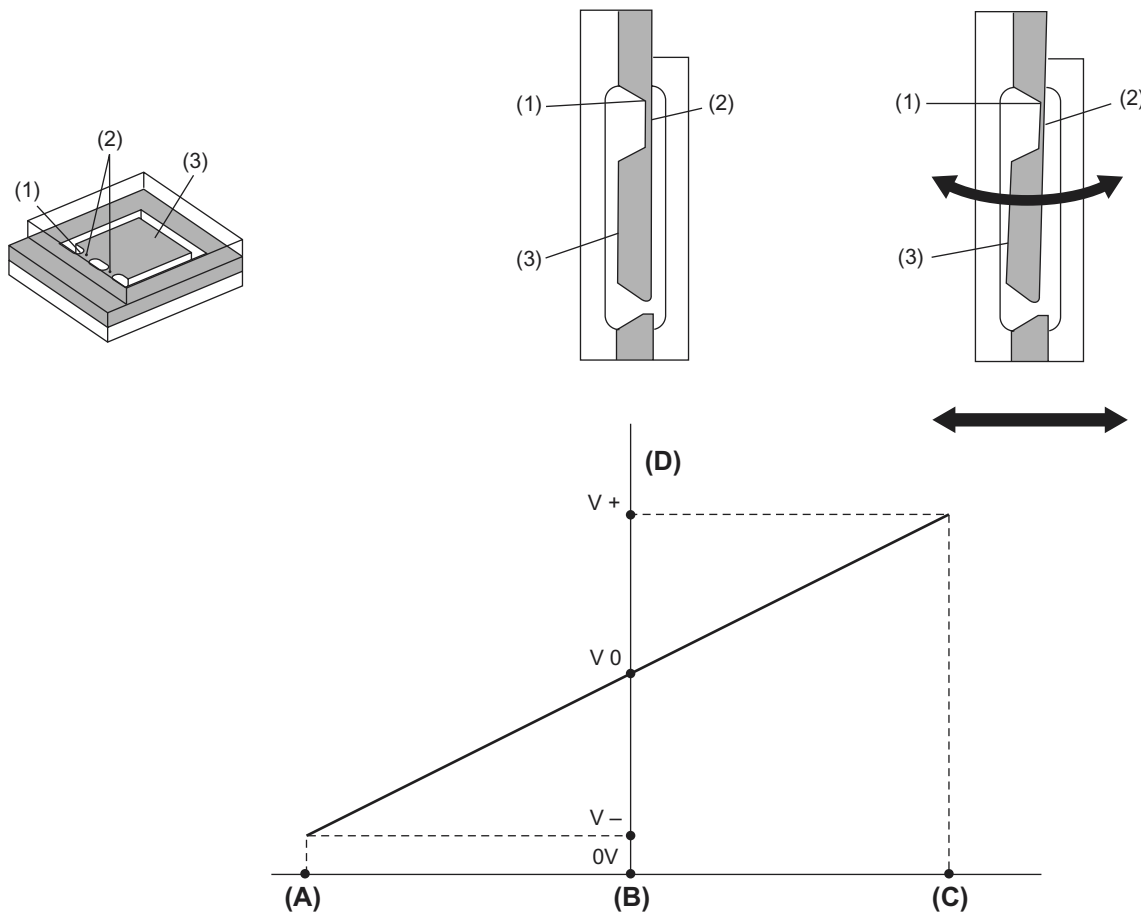 (1)
(2)
(3)
(1)
(2)
(3)
(1)
(2)
(3)
(D)
V +
V 0
V –
0V
(A)
(B)
(C)